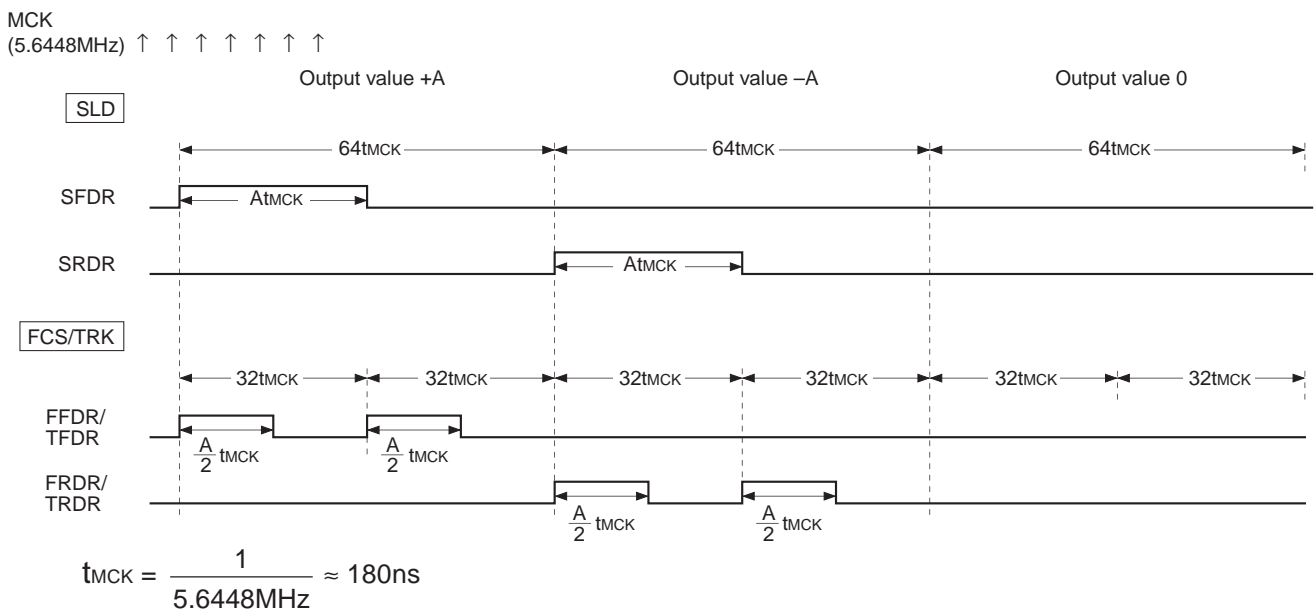 MCK
(5.6448MHz) ↑ ↑ ↑ ↑ ↑ ↑ ↑
Output value +A Output value –A Output value 0
SLD
64tMCK 64tMCK 64tMCK
SFDR AtMCK
SRDR AtMCK
FCS/TRK
32tMCK 32tMCK 32tMCK 32tMCK 32tMCK 32tMCK
FFDR/
TFDR
A/2 tMCK A/2 tMCK
FRDR/
TRDR
A/2 tMCK A/2 tMCK
tMCK = 1/5.6448MHz ≈ 180ns